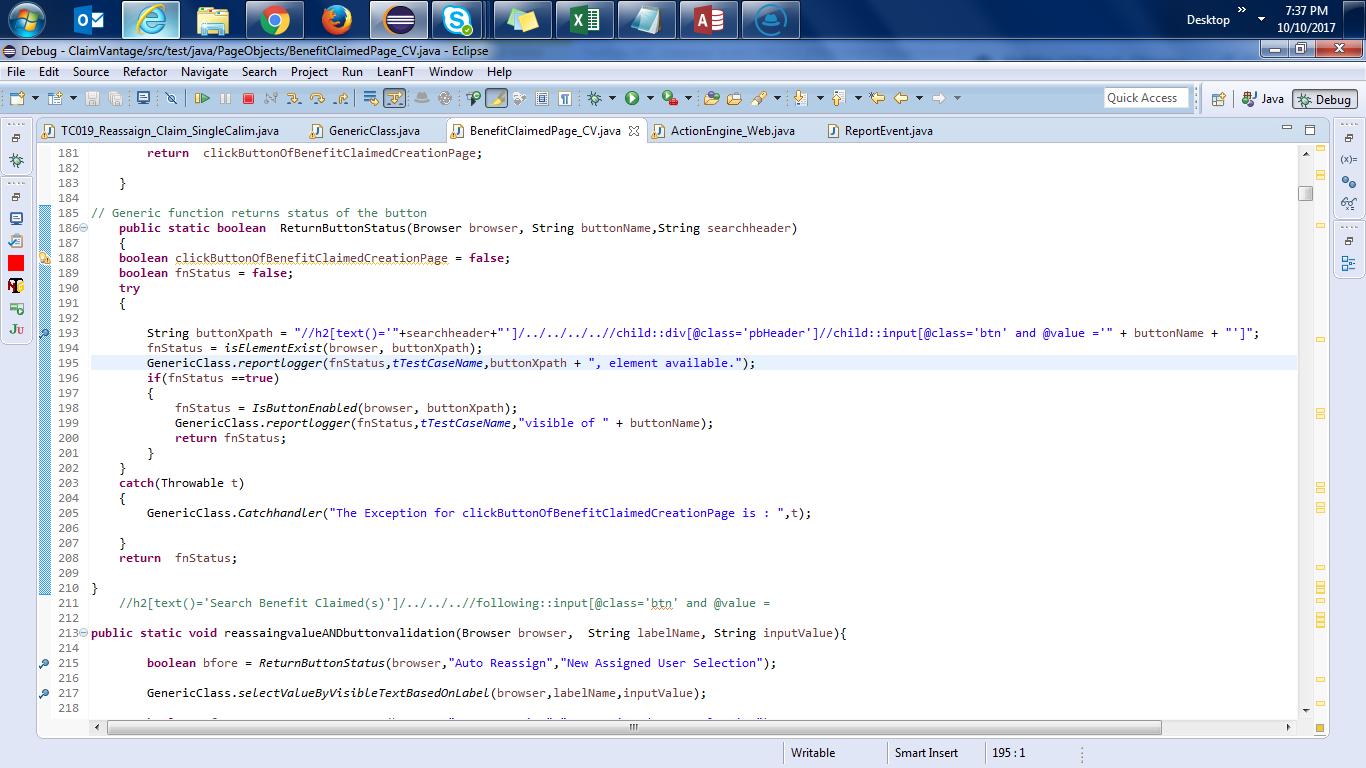 Desktop
»
7:37 PM
10/10/2017
Debug - ClaimVantage/src/test/java/PageObjects/BenefitClaimedPage_CV.java - Eclipse
File Edit Source Refactor Navigate Search Project Run LeanFT Window Help
Quick Access
Java
Debug
TC019_Reassaign_Claim_SingleCalim.java GenericClass.java BenefitClaimedPage_CV.java ActionEngine_Web.java ReportEvent.java
181 return clickButtonOfBenefitClaimedCreationPage;
182
183 }
184
185 // Generic function returns status of the button
186 public static boolean ReturnButtonStatus(Browser browser, String buttonName,String searchheader)
187 {
188 boolean clickButtonOfBenefitClaimedCreationPage = false;
189 boolean fnStatus = false;
190 try
191 {
192
193 String buttonXpath = "//h2[text()='"+searchheader+"']/../../../..//child::div[@class='pbHeader']//child::input[@class='btn' and @value ='" + buttonName + "']";
194 fnStatus = isElementExist(browser, buttonXpath);
195 GenericClass.reportlogger(fnStatus,tTestCaseName,buttonXpath + ", element available.");
196 if(fnStatus ==true)
197 {
198 fnStatus = IsButtonEnabled(browser, buttonXpath);
199 GenericClass.reportlogger(fnStatus,tTestCaseName,"visible of " + buttonName);
200 return fnStatus;
201 }
202 }
203 catch(Throwable t)
204 {
205 GenericClass.Catchhandler("The Exception for clickButtonOfBenefitClaimedCreationPage is : ",t);
206
207 }
208 return fnStatus;
209
210 }
211 //h2[text()='Search Benefit Claimed(s)']/../../..//following::input[@class='btn' and @value =
212
213 public static void reassaingvalueANDbuttonvalidation(Browser browser, String labelName, String inputValue){
214
215 boolean bfore = ReturnButtonStatus(browser,"Auto Reassign","New Assigned User Selection");
216
217 GenericClass.selectValueByVisibleTextBasedOnLabel(browser,labelName,inputValue);
218
Writable Smart Insert 195 : 1